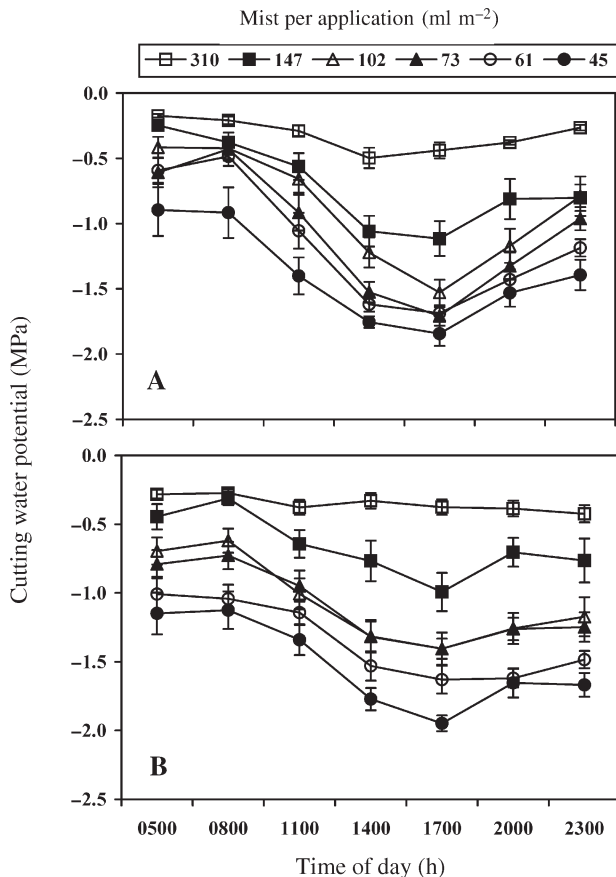 Mist per application (ml m⁻²)
310 147 102 73 61 45
0.0
−0.5
−1.0
−1.5
−2.0
−2.5
A
Cutting water potential (MPa)
0.0
−0.5
−1.0
−1.5
−2.0
−2.5
B
0500 0800 1100 1400 1700 2000 2300
Time of day (h)